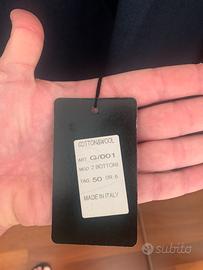 COTTON&WOOL
ART. G/001
MOD. 2 BOTTONI
TAG. 50 DR. 6
MADE IN ITALY
subito